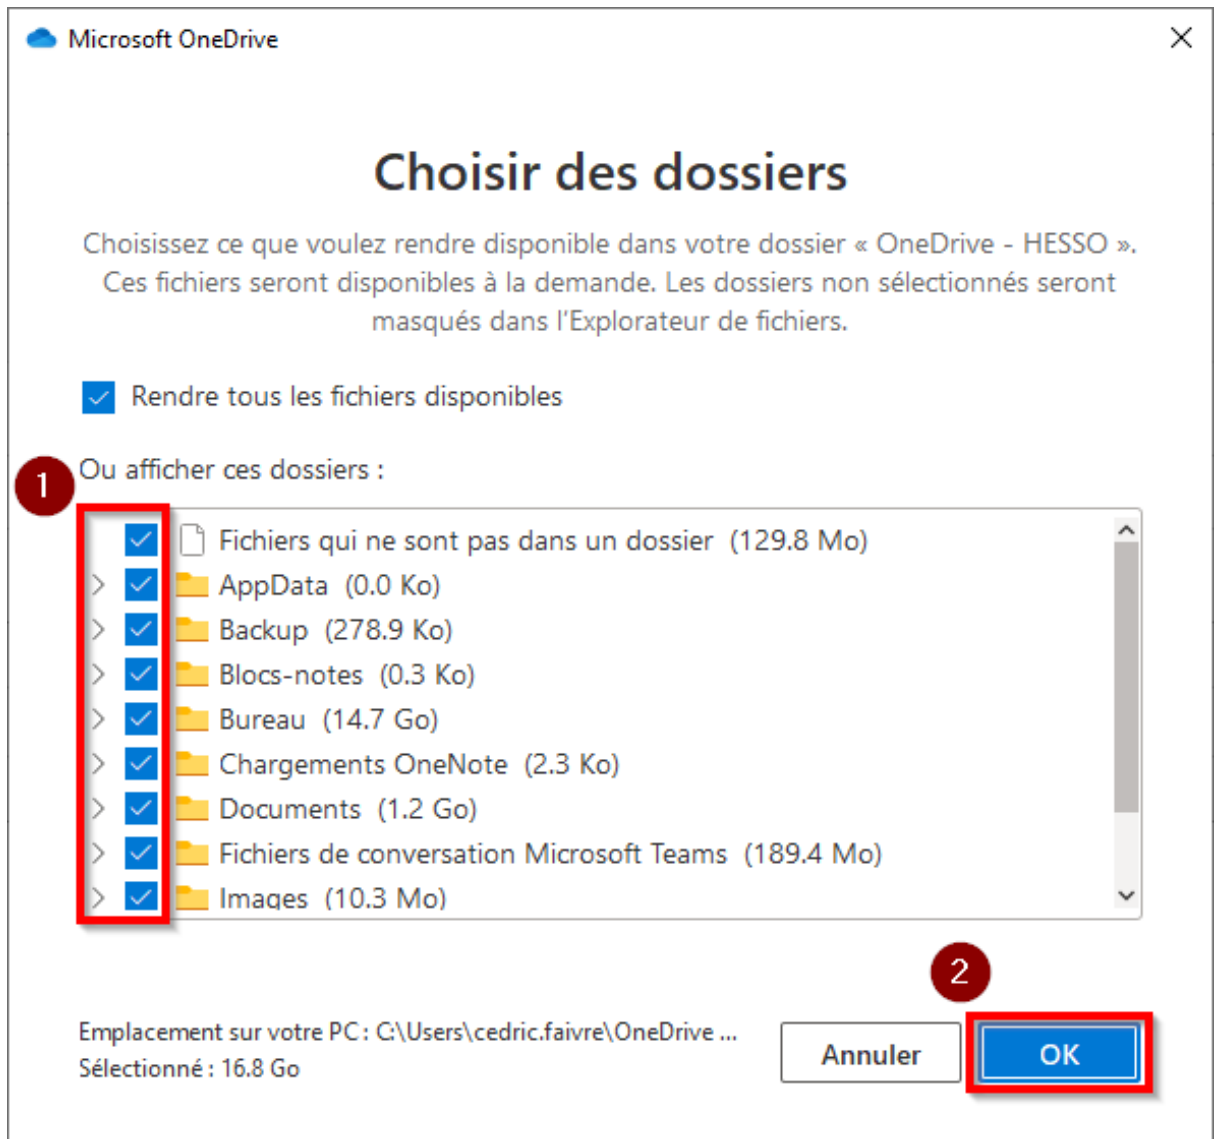 Microsoft OneDrive
Choisir des dossiers
Choisissez ce que voulez rendre disponible dans votre dossier « OneDrive - HESSO ».
Ces fichiers seront disponibles à la demande. Les dossiers non sélectionnés seront
masqués dans l'Explorateur de fichiers.
Rendre tous les fichiers disponibles
Ou afficher ces dossiers :
1
Fichiers qui ne sont pas dans un dossier (129.8 Mo)
AppData (0.0 Ko)
Backup (278.9 Ko)
Blocs-notes (0.3 Ko)
Bureau (14.7 Go)
Chargements OneNote (2.3 Ko)
Documents (1.2 Go)
Fichiers de conversation Microsoft Teams (189.4 Mo)
Images (10.3 Mo)
2
Emplacement sur votre PC : C:\Users\cedric.faivre\OneDrive ...
Sélectionné : 16.8 Go
Annuler
OK